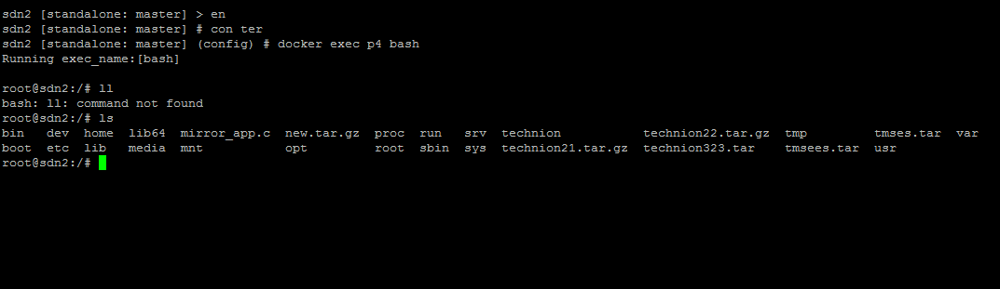 sdn2 [standalone: master] > en
sdn2 [standalone: master] # con ter
sdn2 [standalone: master] (config) # docker exec p4 bash
Running exec_name:[bash]
root@sdn2:/# ll
bash: ll: command not found
root@sdn2:/# ls
bin   dev  home  lib64  mirror_app.c  new.tar.gz  proc  run   srv  technion           technion22.tar.gz  tmp         tmses.tar  var
boot  etc  lib   media  mnt           opt         root  sbin  sys  technion21.tar.gz  technion323.tar    tmsees.tar  usr
root@sdn2:/#